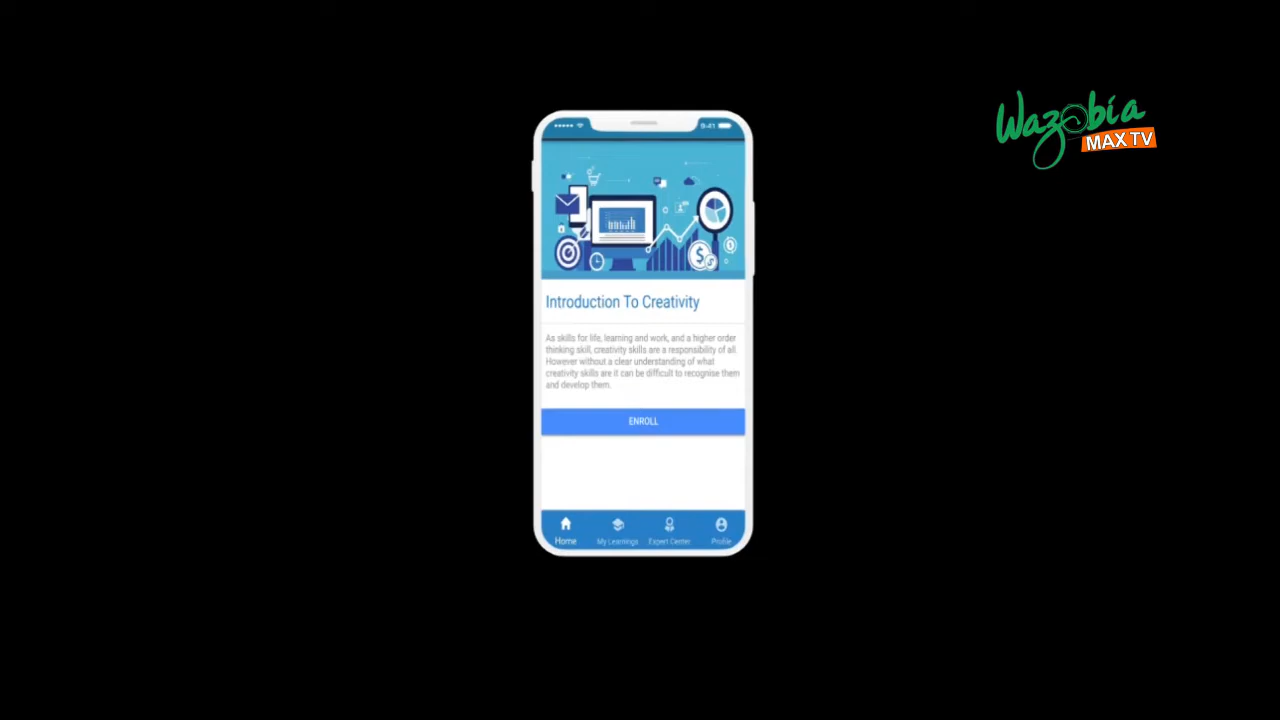 Wazobia
MAX TV
9:41
Introduction To Creativity
As skills for life, learning and work, and a higher order
thinking skill, creativity skills are a responsibility of all.
However without a clear understanding of what
creativity skills are it can be difficult to recognise them
and develop them.
ENROLL
Home My Learnings Expert Center Profile